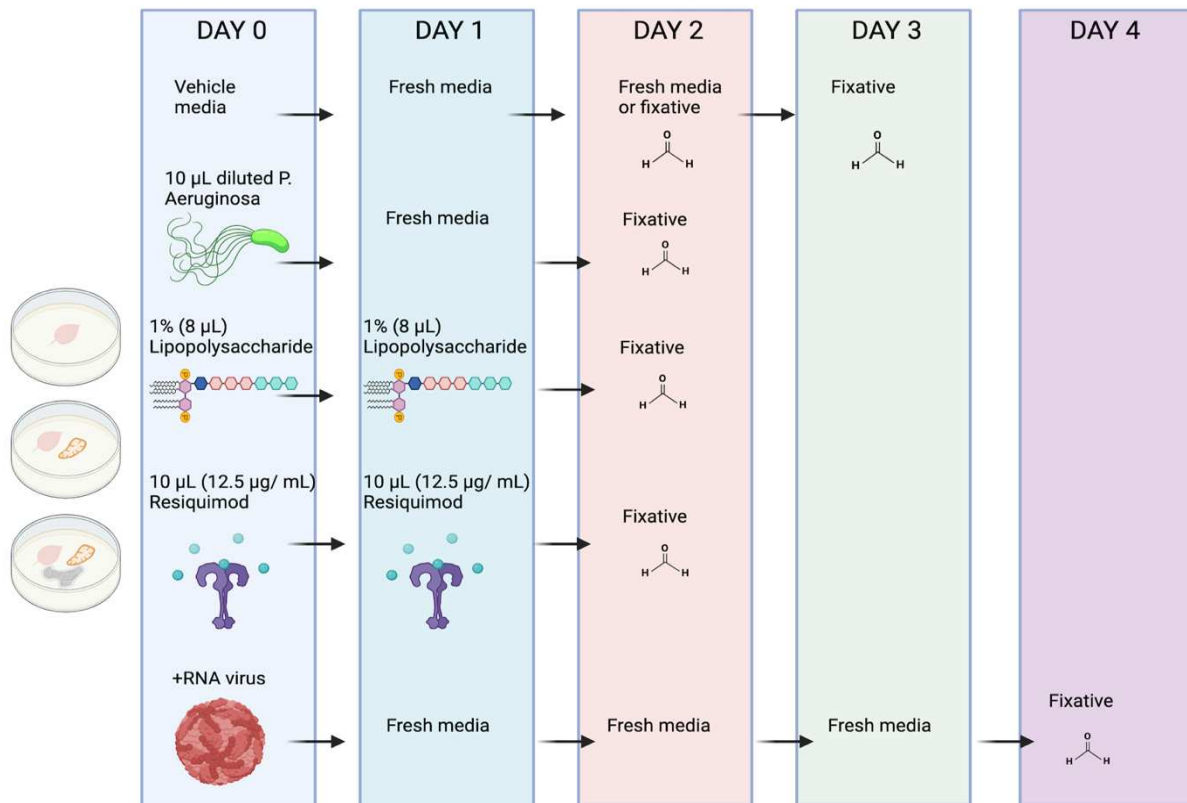 DAY 0
DAY 1
DAY 2
DAY 3
DAY 4
Vehicle
media
Fresh media
Fresh media
or fixative
O
H H
Fixative
O
H H
10 µL diluted P.
Aeruginosa
Fresh media
Fixative
O
H H
1% (8 µL)
Lipopolysaccharide
P
P
1% (8 µL)
Lipopolysaccharide
P
P
Fixative
O
H H
10 µL (12.5 µg/ mL)
Resiquimod
10 µL (12.5 µg/ mL)
Resiquimod
Fixative
O
H H
+RNA virus
Fresh media
Fresh media
Fresh media
Fixative
O
H H